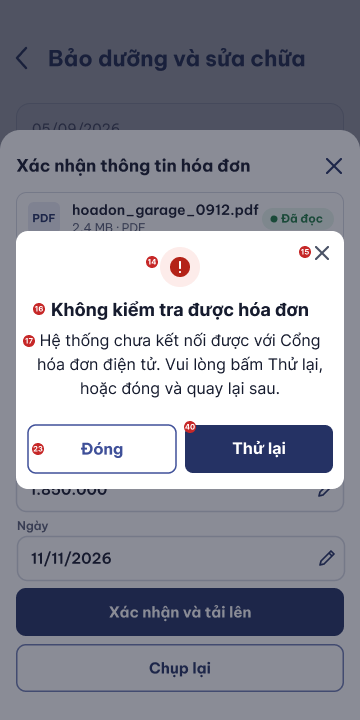 Bảo dưỡng và sửa chữa
05/09/2026
Xác nhận thông tin hóa đơn
PDF
hoadon_garage_0912.pdf
2.4 MB · PDF
Đã đọc
15
14
16 Không kiểm tra được hóa đơn
17 Hệ thống chưa kết nối được với Cổng
hóa đơn điện tử. Vui lòng bấm Thử lại,
hoặc đóng và quay lại sau.
40
23 Đóng
Thử lại
1.850.000
Ngày
11/11/2026
Xác nhận và tải lên
Chụp lại